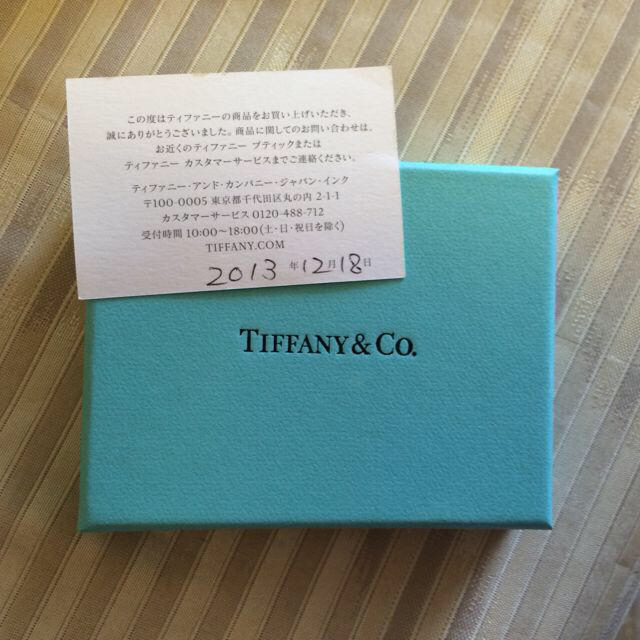 この度はティファニーの商品をお買い上げいただき、
誠にありがとうございました。商品に関してのお問い合わせは、
お近くのティファニー ブティックまたは
ティファニー カスタマーサービスまでご連絡ください。
ティファニー・アンド・カンパニー・ジャパン・インク
〒100-0005 東京都千代田区丸の内 2-1-1
カスタマーサービス 0120-488-712
受付時間 10:00〜18:00(土・日・祝日を除く)
TIFFANY.COM
2013 年 12 月 18 日
TIFFANY & CO.